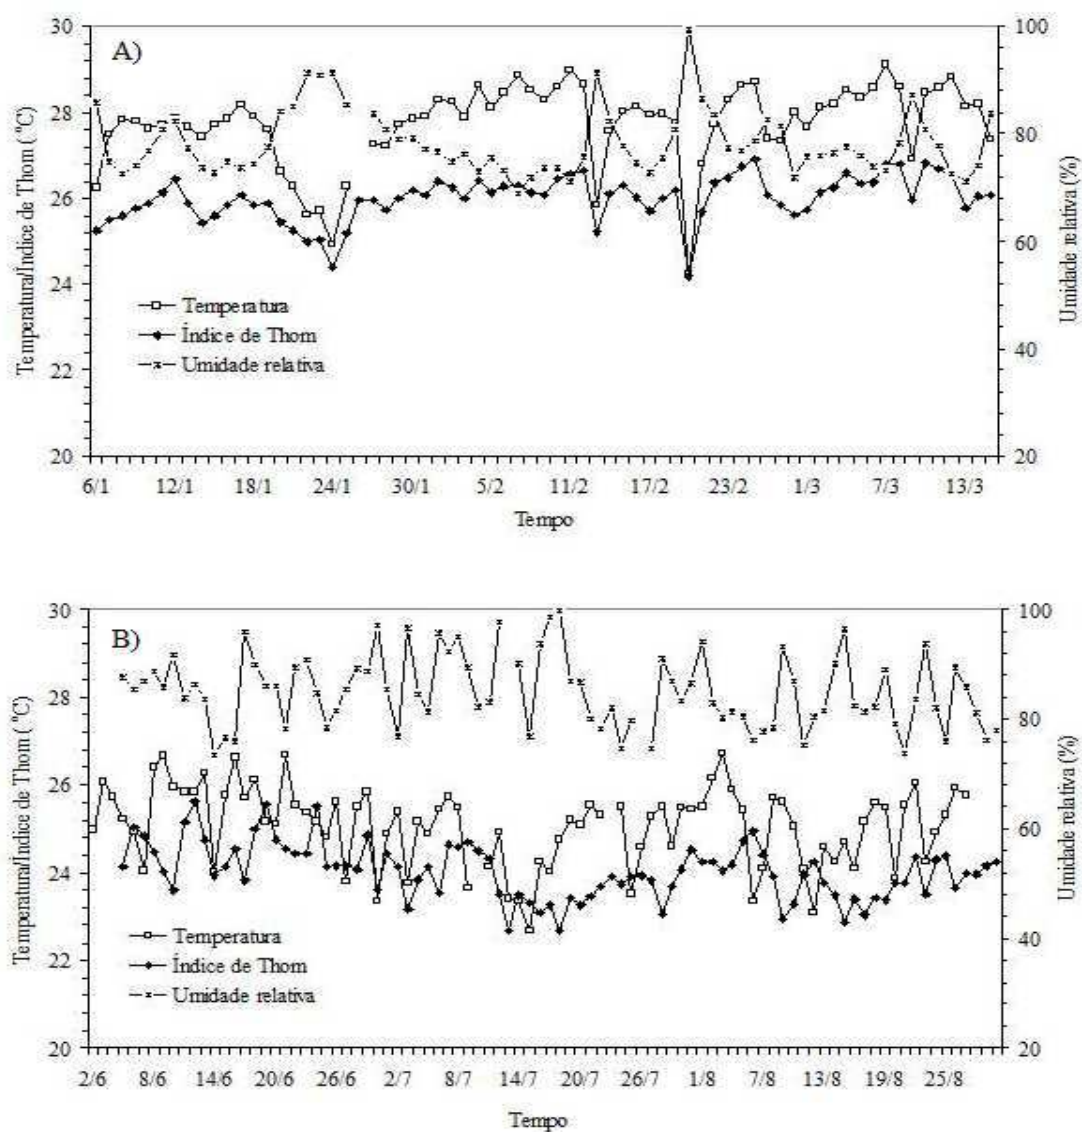 A)
Temperatura/Índice de Thom ( °C)
30
28
26
24
22
20
Temperatura
Índice de Thom
Umidade relativa
100
80
60
40
20
Umidade relativa (%)
6/1 12/1 18/1 24/1 30/1 5/2 11/2 17/2 23/2 1/3 7/3 13/3
Tempo
B)
Temperatura/Índice de Thom ( °C)
30
28
26
24
22
20
Temperatura
Índice de Thom
Umidade relativa
100
80
60
40
20
Umidade relativa (%)
2/6 8/6 14/6 20/6 26/6 2/7 8/7 14/7 20/7 26/7 1/8 7/8 13/8 19/8 25/8
Tempo